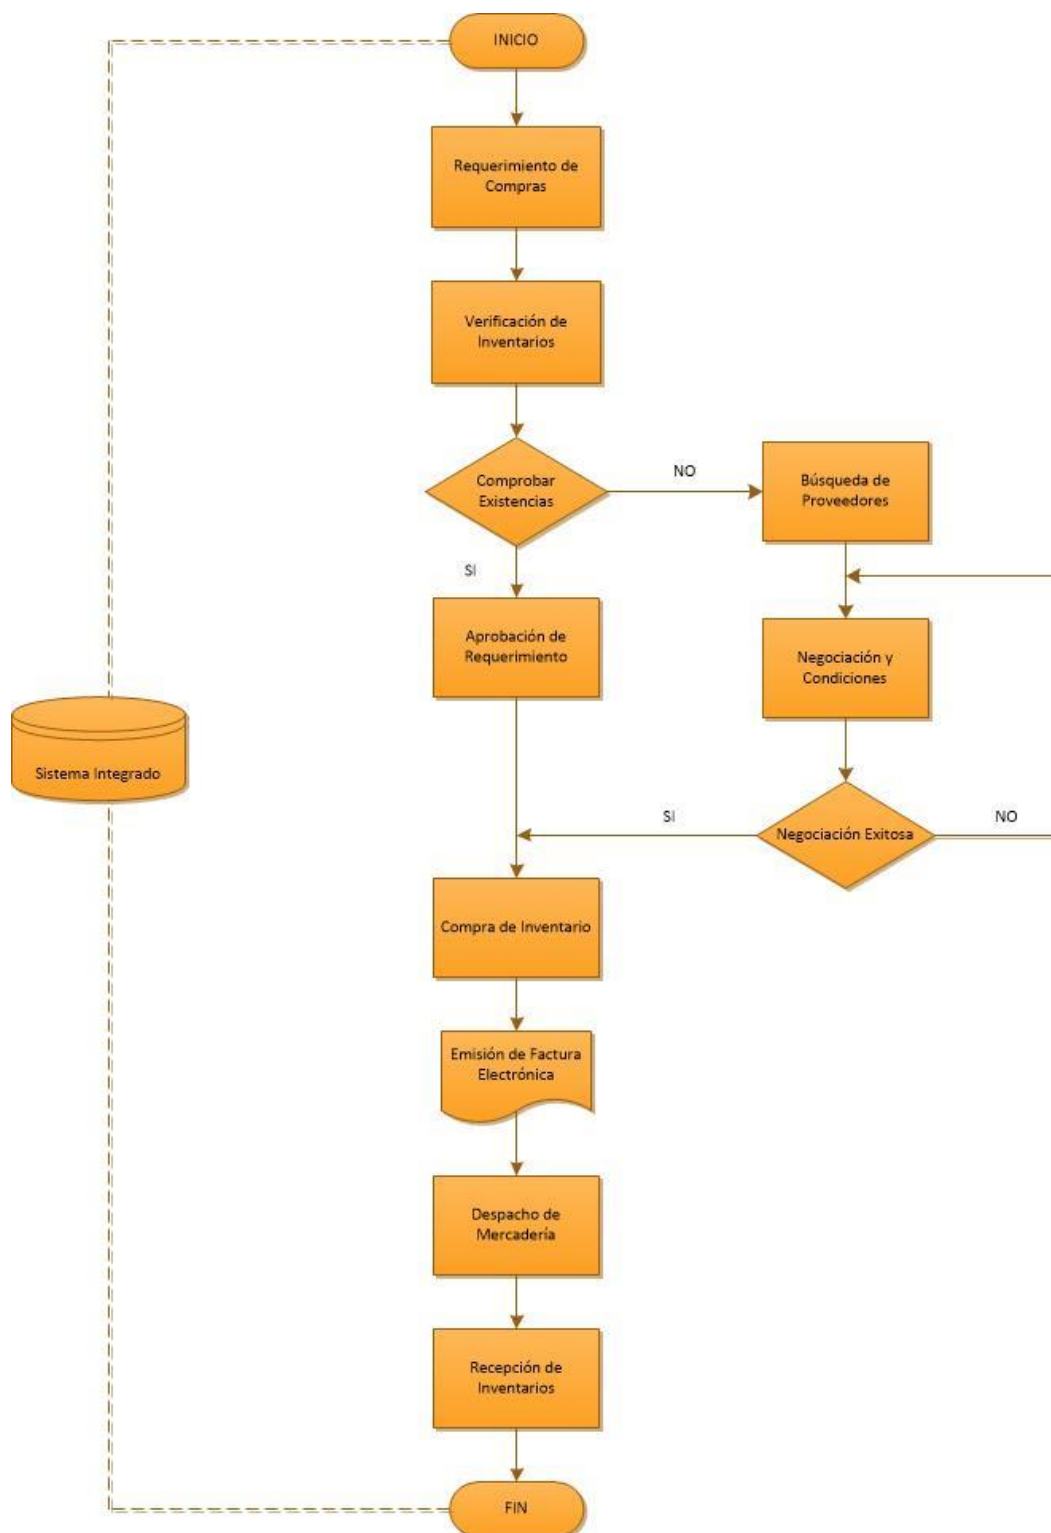 INICIO
Requerimiento de
Compras
Verificación de
Inventarios
Comprobar
Existencias
NO
Búsqueda de
Proveedores
SI
Aprobación de
Requerimiento
Negociación y
Condiciones
Sistema Integrado
SI
Negociación Exitosa
NO
Compra de Inventario
Emisión de Factura
Electrónica
Despacho de
Mercadería
Recepción de
Inventarios
FIN